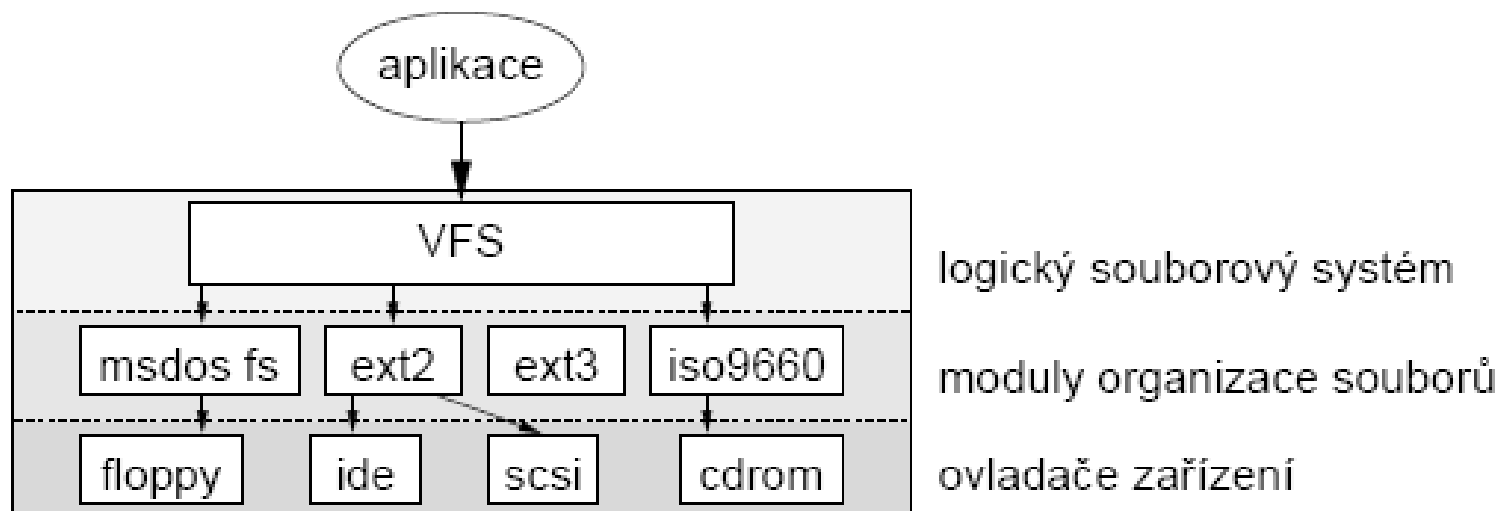 aplikace
VFS
logický souborový systém
msdos fs
ext2
ext3
iso9660
moduly organizace souborů
floppy
ide
scsi
cdrom
ovladače zařízení